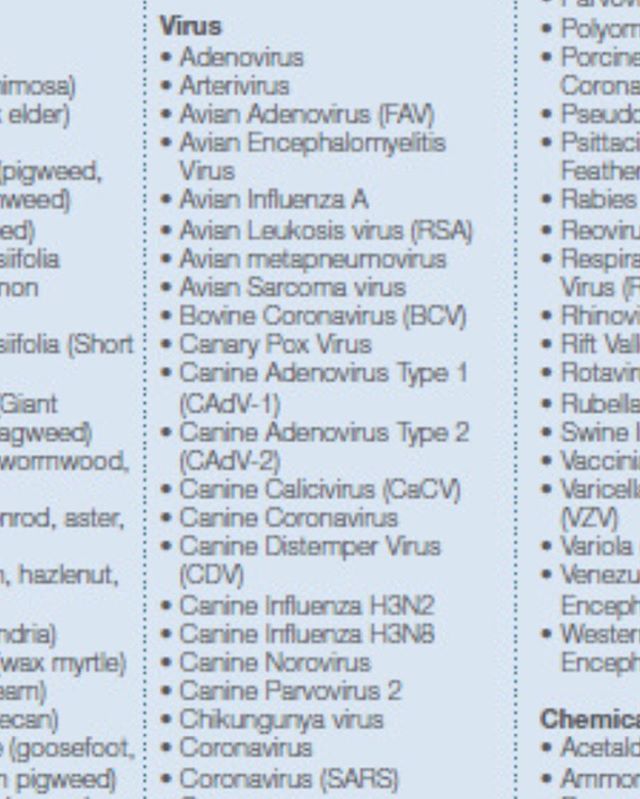 imosa)
elder)
(pigweed,
weed)
ed)
siifolia
non
siifolia (Short
Giant
agweed)
wormwood,
nrod, aster,
, hazlenut,
ndria)
(wax myrtle)
eam)
ecan)
(goosefoot,
n pigweed)
Virus
• Adenovirus
• Arterivirus
• Avian Adenovirus (FAV)
• Avian Encephalomyelitis
Virus
• Avian Influenza A
• Avian Leukosis virus (RSA)
• Avian metapneumovirus
• Avian Sarcoma virus
• Bovine Coronavirus (BCV)
• Canary Pox Virus
• Canine Adenovirus Type 1
(CAdV-1)
• Canine Adenovirus Type 2
(CAdV-2)
• Canine Calicivirus (CaCV)
• Canine Coronavirus
• Canine Distemper Virus
(CDV)
• Canine Influenza H3N2
• Canine Influenza H3N8
• Canine Norovirus
• Canine Parvovirus 2
• Chikungunya virus
• Coronavirus
• Coronavirus (SARS)
• Polyom
• Porcine
Corona
• Pseudo
• Psittaci
Feather
• Rabies
• Reoviru
• Respira
Virus (R
• Rhinovi
• Rift Vall
• Rotavir
• Rubella
• Swine I
• Vaccini
• Varicell
(VZV)
• Variola
• Venezu
Enceph
• Western
Enceph
Chemica
• Acetald
• Ammon